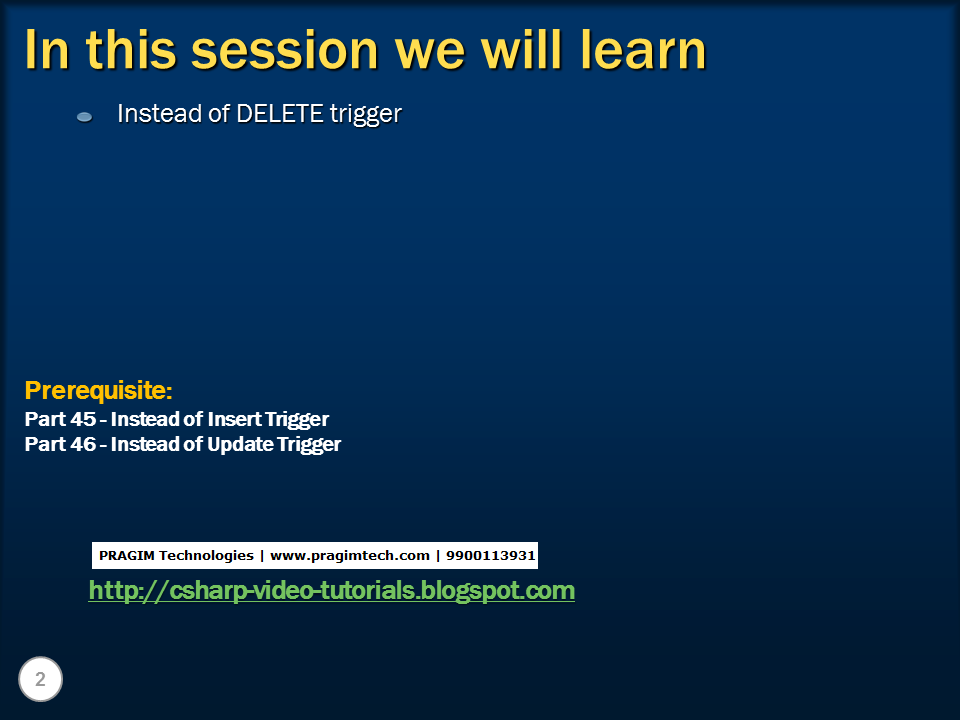 In this session we will learn
Instead of DELETE trigger
Prerequisite:
Part 45 - Instead of Insert Trigger
Part 46 - Instead of Update Trigger
PRAGIM Technologies | www.pragimtech.com | 9900113931
http://csharp-video-tutorials.blogspot.com
2